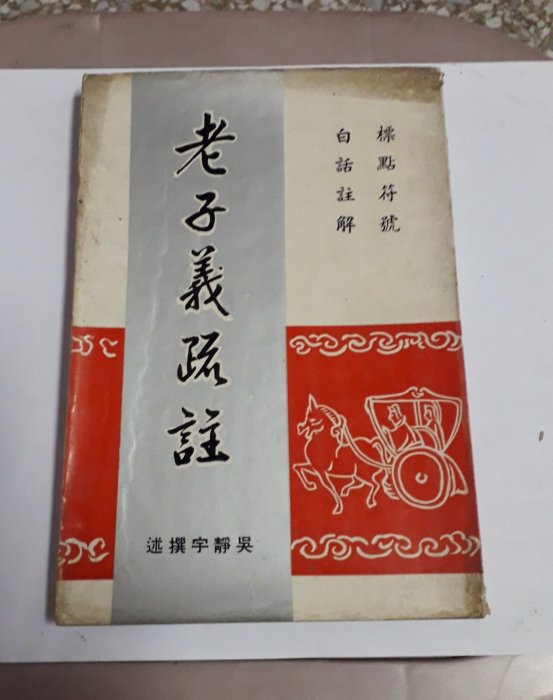 標點符號
白話註解
老子義疏註
吳靜宇撰述